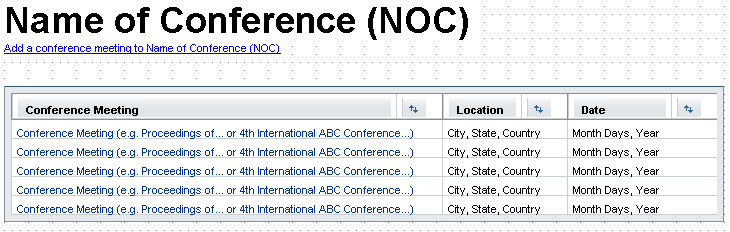 Name of Conference (NOC)
Add a conference meeting to Name of Conference (NOC)
Conference Meeting Location Date
Conference Meeting (e.g. Proceedings of... or 4th International ABC Conference...) City, State, Country Month Days, Year
Conference Meeting (e.g. Proceedings of... or 4th International ABC Conference...) City, State, Country Month Days, Year
Conference Meeting (e.g. Proceedings of... or 4th International ABC Conference...) City, State, Country Month Days, Year
Conference Meeting (e.g. Proceedings of... or 4th International ABC Conference...) City, State, Country Month Days, Year
Conference Meeting (e.g. Proceedings of... or 4th International ABC Conference...) City, State, Country Month Days, Year